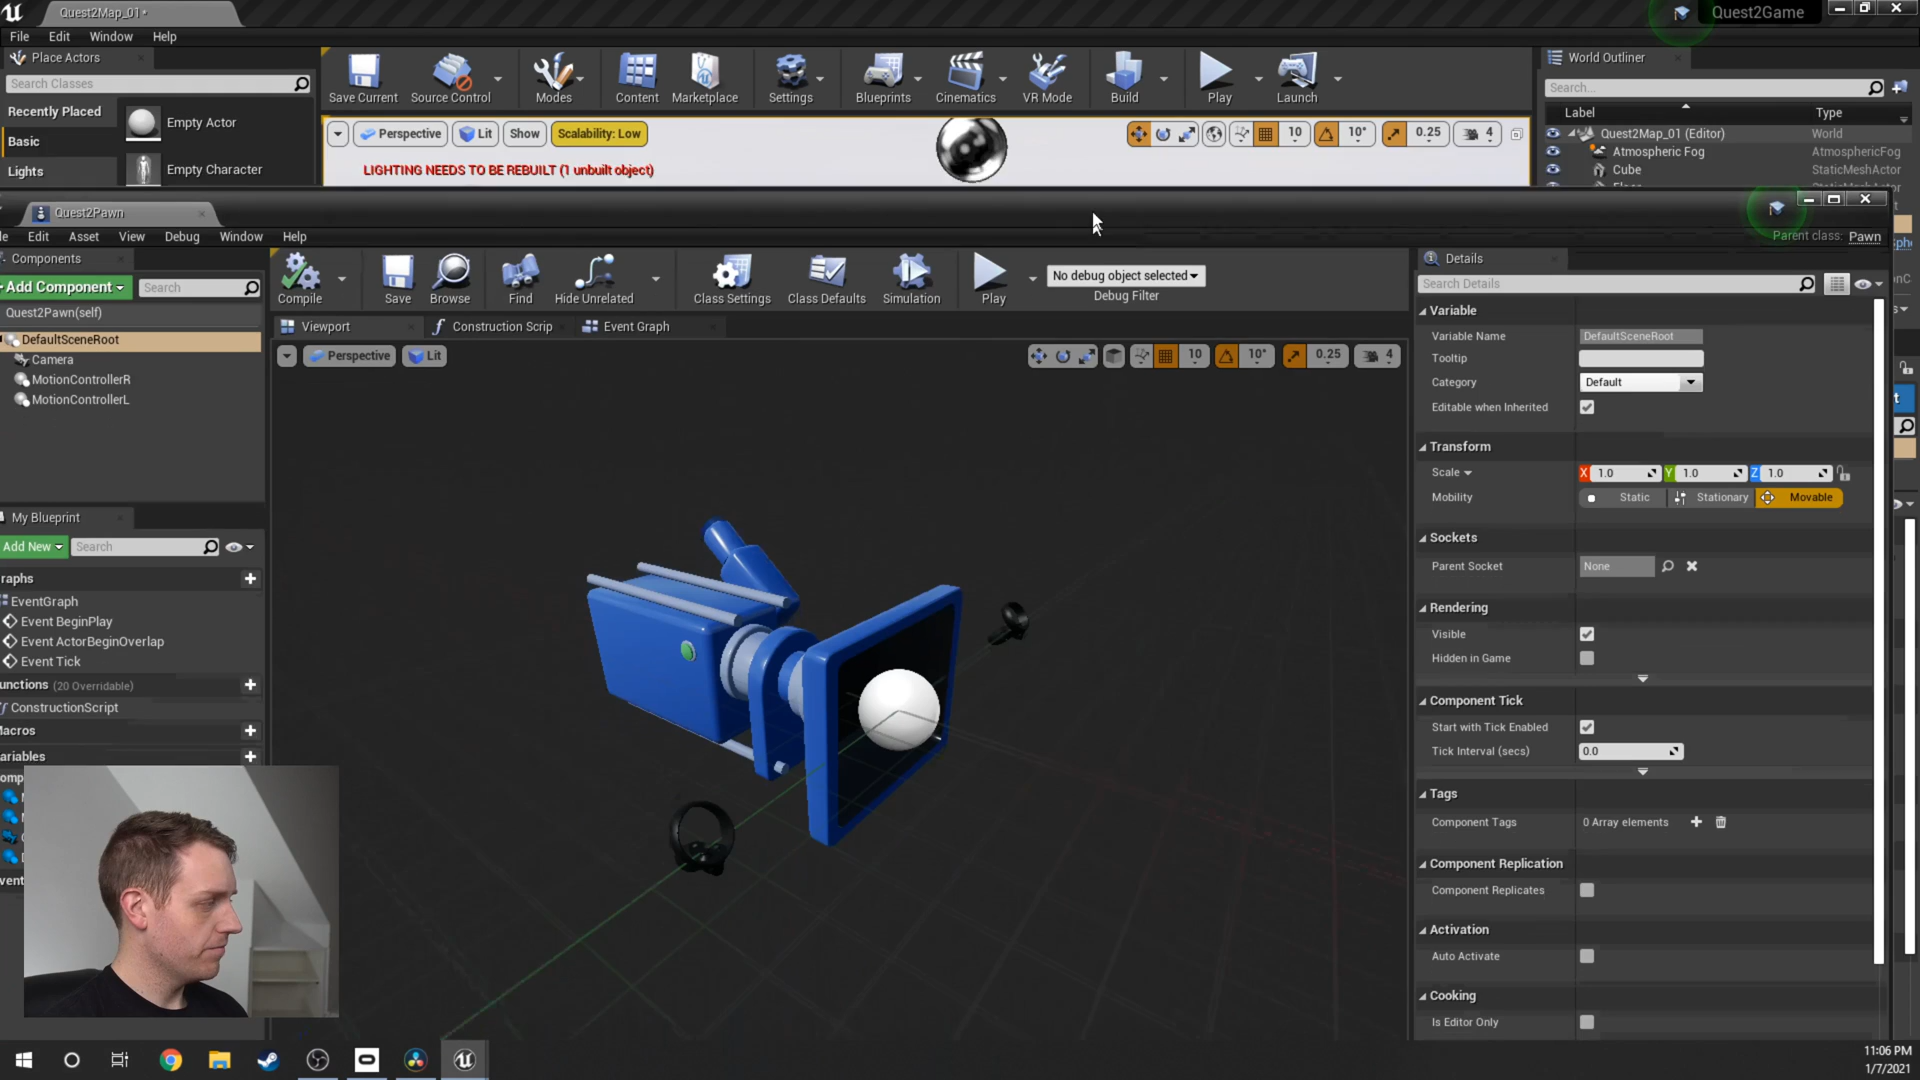 Quest2Map_01*
Quest2Game
File Edit Window Help
Place Actors
Search Classes
Recently Placed
Basic
Lights
Empty Actor
Empty Character
Save Current
Source Control
Modes
Content
Marketplace
Settings
Blueprints
Cinematics
VR Mode
Build
Play
Launch
Perspective
Lit
Show
Scalability: Low
10
10°
0.25
4
LIGHTING NEEDS TO BE REBUILT (1 unbuilt object)
World Outliner
Search...
Label
Type
Quest2Map_01 (Editor)
World
Atmospheric Fog
AtmosphericFog
Cube
StaticMeshActor
Quest2Pawn
Edit Asset View Debug Window Help
Parent class: Pawn
Components
Add Component
Search
Quest2Pawn(self)
DefaultSceneRoot
Camera
MotionControllerR
MotionControllerL
Compile
Save
Browse
Find
Hide Unrelated
Class Settings
Class Defaults
Simulation
Play
No debug object selected
Debug Filter
Viewport
Construction Scrip
Event Graph
Perspective
Lit
10
10°
0.25
4
My Blueprint
Add New
Search
raphs
EventGraph
Event BeginPlay
Event ActorBeginOverlap
Event Tick
unctions (20 Overridable)
ConstructionScript
acros
ariables
Details
Search Details
Variable
Variable Name
DefaultSceneRoot
Tooltip
Category
Default
Editable when Inherited
Transform
Scale
X 1.0
Y 1.0
Z 1.0
Mobility
Static
Stationary
Movable
Sockets
Parent Socket
None
Rendering
Visible
Hidden in Game
Component Tick
Start with Tick Enabled
Tick Interval (secs)
0.0
Tags
Component Tags
0 Array elements
Component Replication
Component Replicates
Activation
Auto Activate
Cooking
Is Editor Only
11:06 PM
1/7/2021